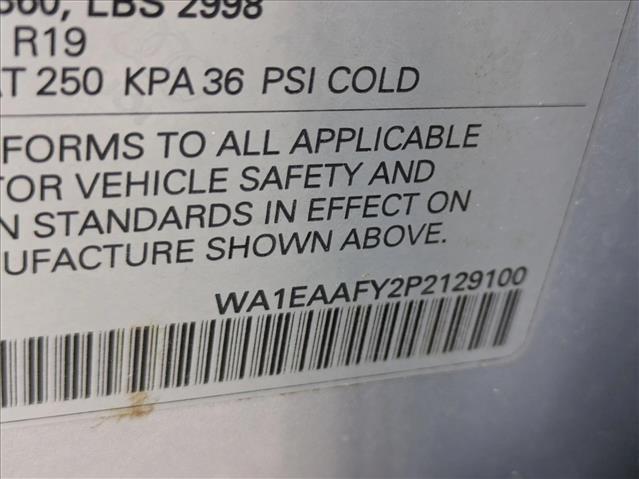 360, LBS 2998
R19
AT 250 KPA 36 PSI COLD
FORMS TO ALL APPLICABLE
TOR VEHICLE SAFETY AND
N STANDARDS IN EFFECT ON
UFACTURE SHOWN ABOVE.
WA1EAAFY2P2129100